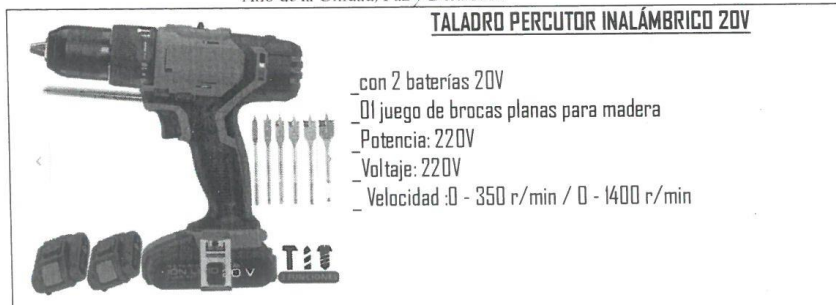 TALADRO PERCUTOR INALÁMBRICO 20V
_con 2 baterías 20V
_01 juego de brocas planas para madera
_Potencia: 220V
_Voltaje: 220V
_ Velocidad :0 - 350 r/min / 0 - 1400 r/min
FUNCIONES